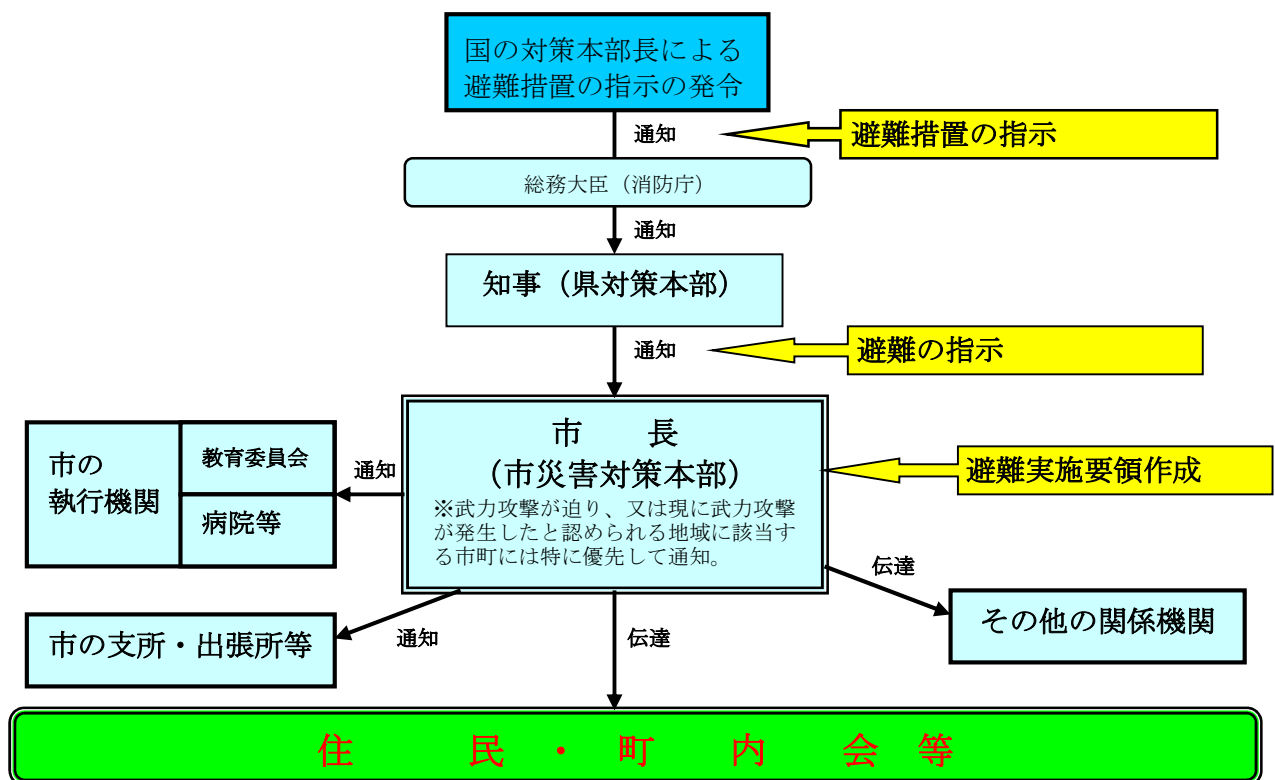 国の対策本部長による
避難措置の指示の発令
通知
避難措置の指示
総務大臣（消防庁）
通知
知事（県対策本部）
通知
避難の指示
市　　長
（市災害対策本部）
※武力攻撃が迫り、又は現に武力攻撃
が発生したと認められる地域に該当す
る市町には特に優先して通知。
避難実施要領作成
市の
執行機関
教育委員会
病院等
通知
伝達
その他の関係機関
市の支所・出張所等
通知
伝達
住　　民・町　内　会　等